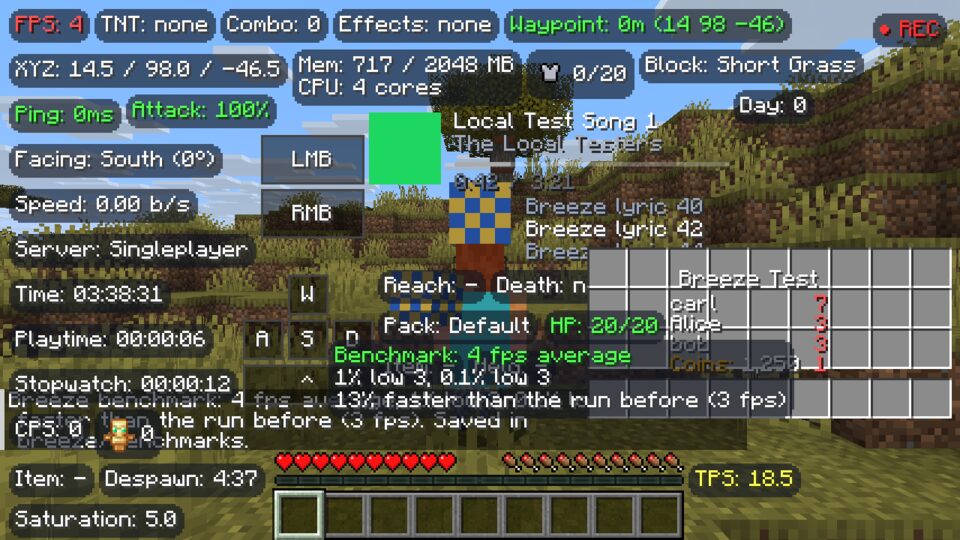 FPS: 4
TNT: none
Combo: 0
Effects: none
Waypoint: 0m (14 98 -46)
● REC
XYZ: 14.5 / 98.0 / -46.5
Mem: 717 / 2048 MB
CPU: 4 cores
0/20
Block: Short Grass
Ping: 0ms
Attack: 100%
Day: 0
Local Test Song 1
The Local Testers
0:42
3:21
Facing: South (0°)
LMB
Speed: 0.00 b/s
RMB
Breeze lyric 40
Breeze lyric 42
Breeze lyric
Server: Singleplayer
Breeze Test
Time: 03:38:31
W
Reach: -
Death: n
carl 7
Alice 3
bob 3
Coins: 1,250 1
Playtime: 00:00:06
A
S
D
Pack: Default
HP: 20/20
Benchmark: 4 fps average
1% low 3, 0.1% low 3
13% faster than the run before (3 fps)
Stopwatch: 00:00:12
^
Breeze benchmark: 4 fps
faster than the run before (3 fps). Saved in
CPS: 0
0
Item: -
Despawn: 4:37
TPS: 18.5
Saturation: 5.0